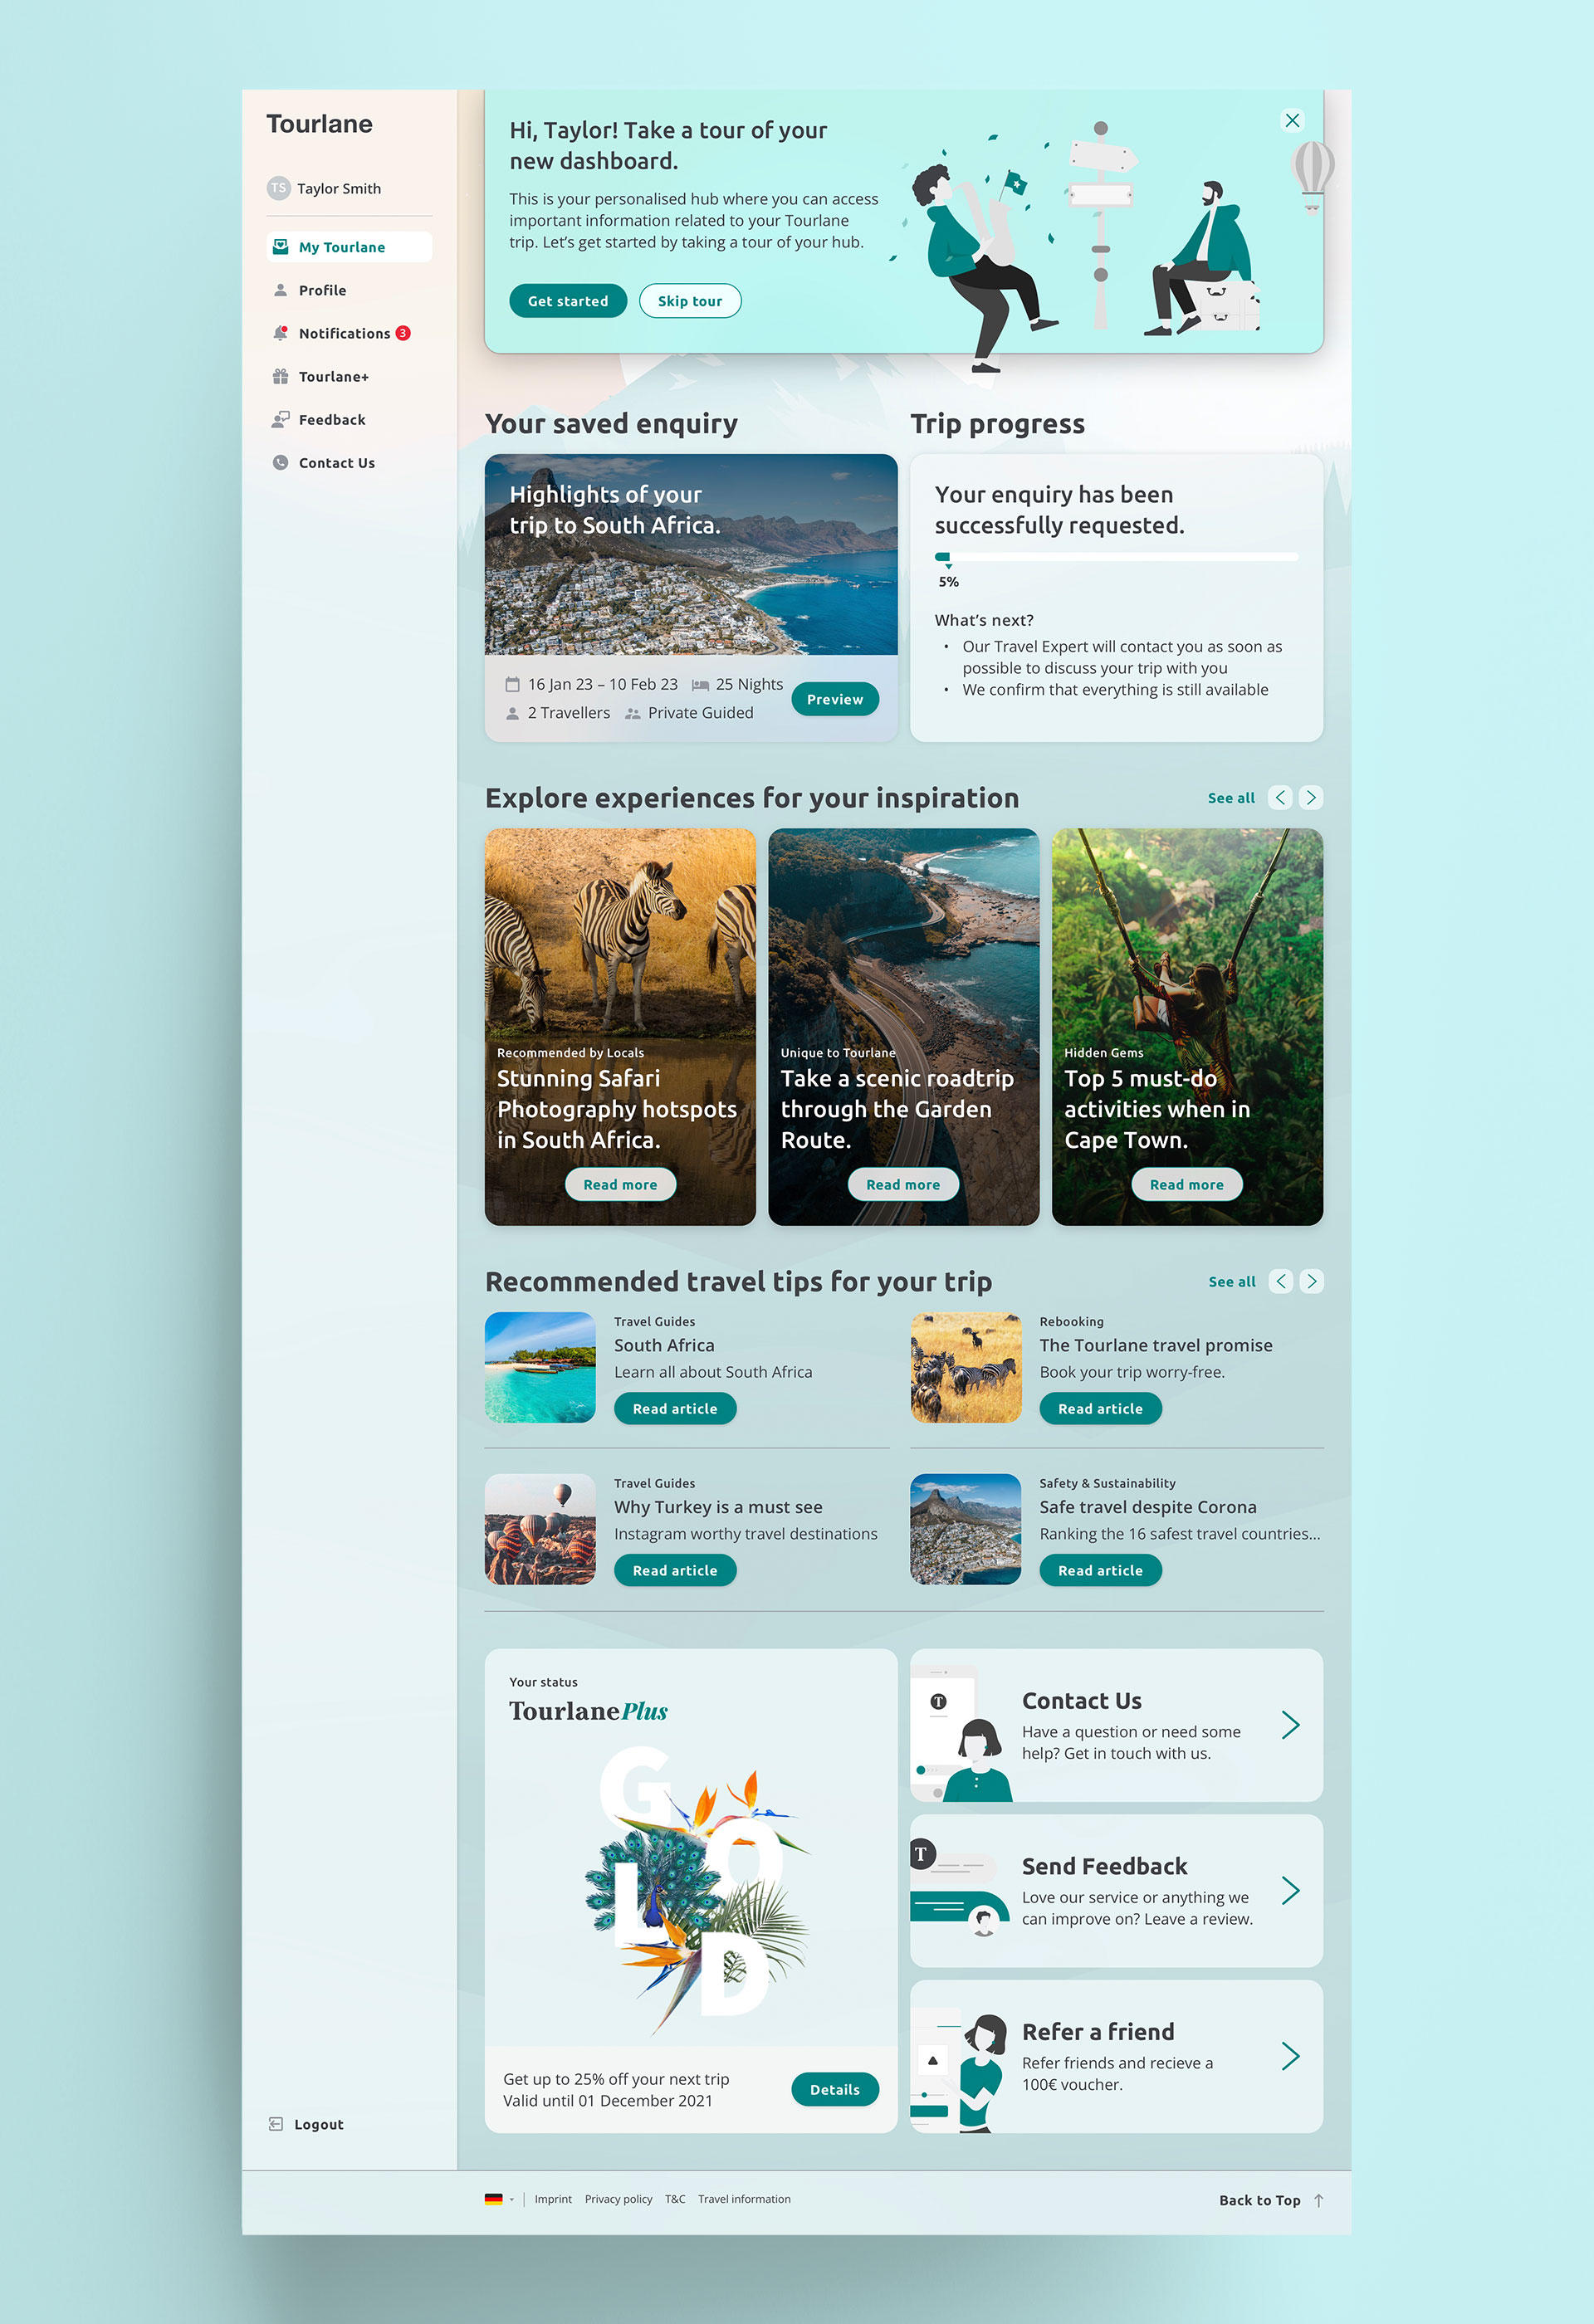 Tourlane
TS Taylor Smith
My Tourlane
Profile
Notifications 3
Tourlane+
Feedback
Contact Us
Logout
Hi, Taylor! Take a tour of your
new dashboard.
This is your personalised hub where you can access
important information related to your Tourlane
trip. Let’s get started by taking a tour of your hub.
Get started
Skip tour
Your saved enquiry
Highlights of your
trip to South Africa.
16 Jan 23 – 10 Feb 23 25 Nights
2 Travellers Private Guided
Preview
Trip progress
Your enquiry has been
successfully requested.
5%
What’s next?
• Our Travel Expert will contact you as soon as
possible to discuss your trip with you
• We confirm that everything is still available
Explore experiences for your inspiration
See all
Recommended by Locals
Stunning Safari
Photography hotspots
in South Africa.
Read more
Unique to Tourlane
Take a scenic roadtrip
through the Garden
Route.
Read more
Hidden Gems
Top 5 must-do
activities when in
Cape Town.
Read more
Recommended travel tips for your trip
See all
Travel Guides
South Africa
Learn all about South Africa
Read article
Rebooking
The Tourlane travel promise
Book your trip worry-free.
Read article
Travel Guides
Why Turkey is a must see
Instagram worthy travel destinations
Read article
Safety & Sustainability
Safe travel despite Corona
Ranking the 16 safest travel countries...
Read article
Your status
TourlanePlus
G
O
L
D
Get up to 25% off your next trip
Valid until 01 December 2021
Details
T
Contact Us
Have a question or need some
help? Get in touch with us.
T
Send Feedback
Love our service or anything we
can improve on? Leave a review.
Refer a friend
Refer friends and recieve a
100€ voucher.
Imprint Privacy policy T&C Travel information
Back to Top